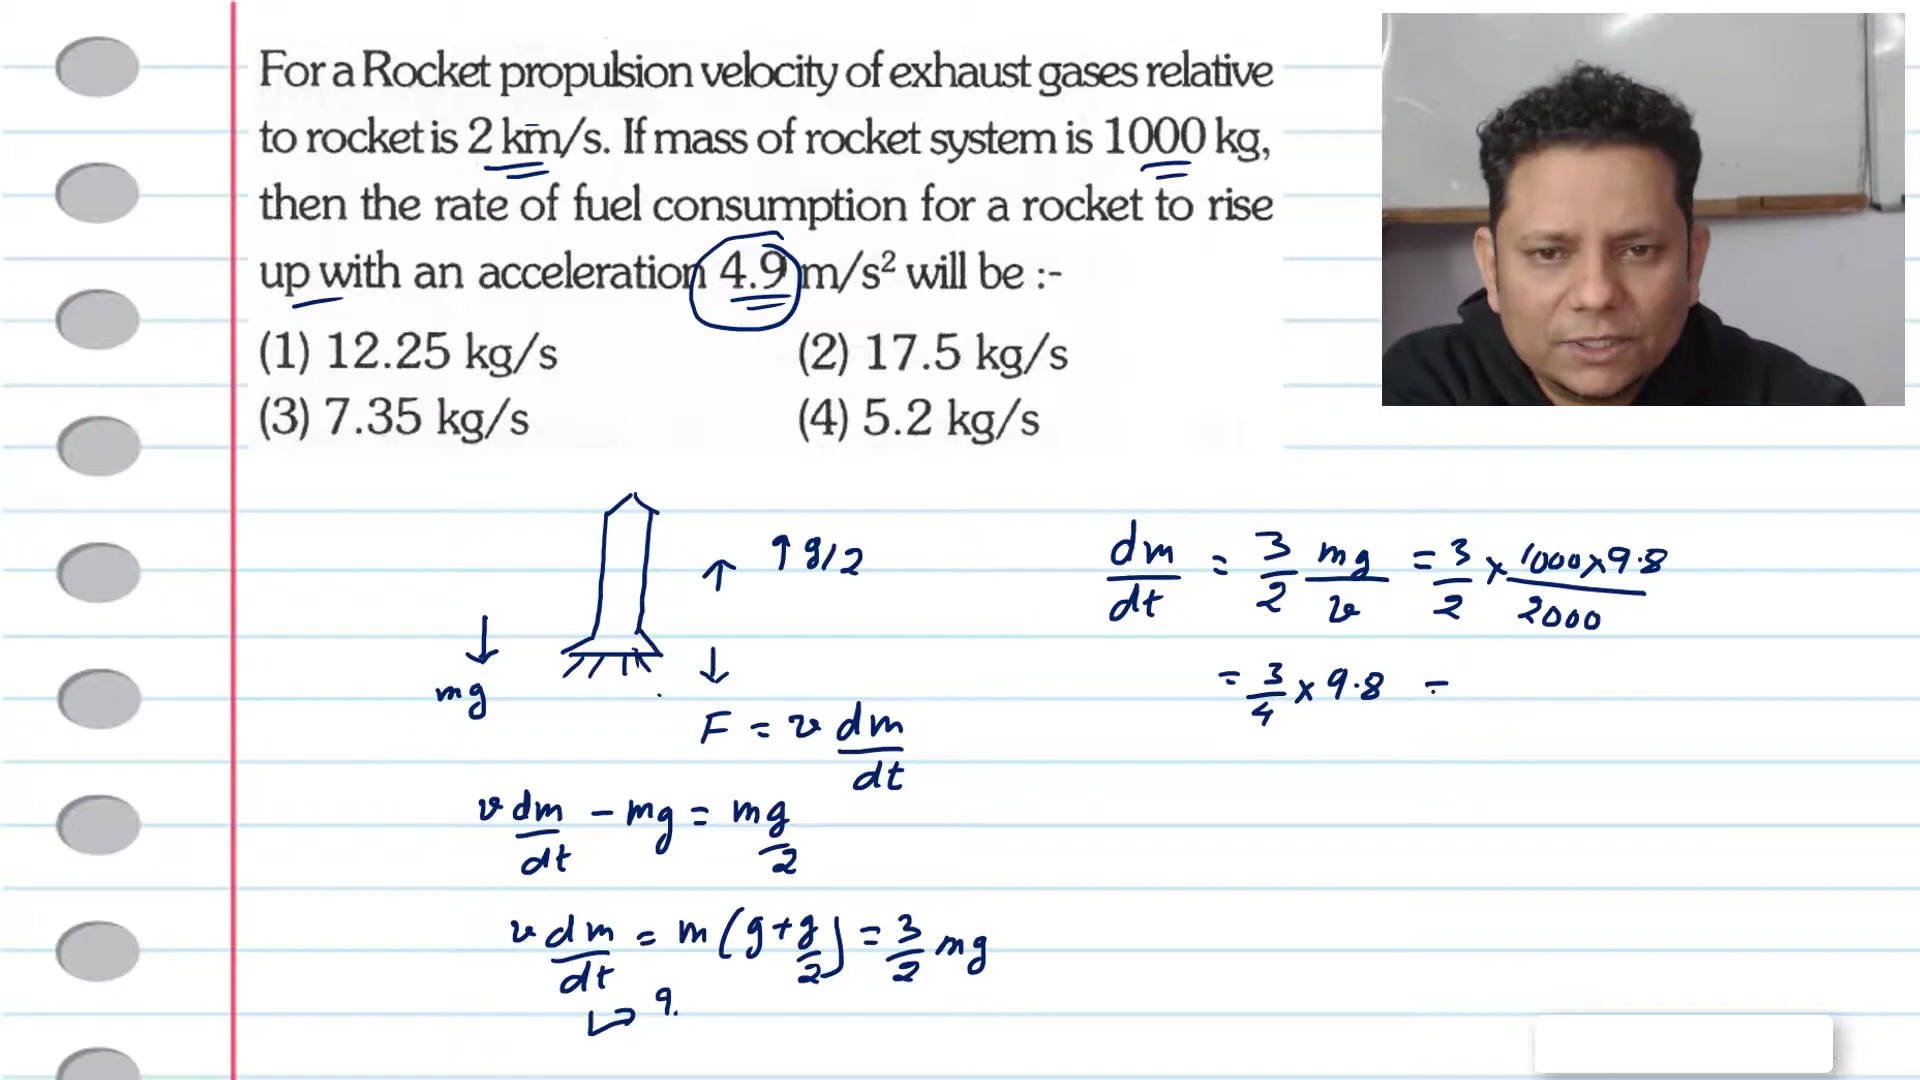 For a Rocket propulsion velocity of exhaust gases relative
to rocket is 2 km/s. If mass of rocket system is 1000 kg,
then the rate of fuel consumption for a rocket to rise
up with an acceleration 4.9 m/s² will be :-
(1) 12.25 kg/s (2) 17.5 kg/s
(3) 7.35 kg/s (4) 5.2 kg/s
↑ g/2
mg
F = v dm/dt
v dm/dt - mg = mg/2
v dm/dt = m (g + g/2) = 3/2 mg
↳ 9.
dm/dt = 3/2 mg/v = 3/2 × 1000×9.8/2000
= 3/4 × 9.8 =